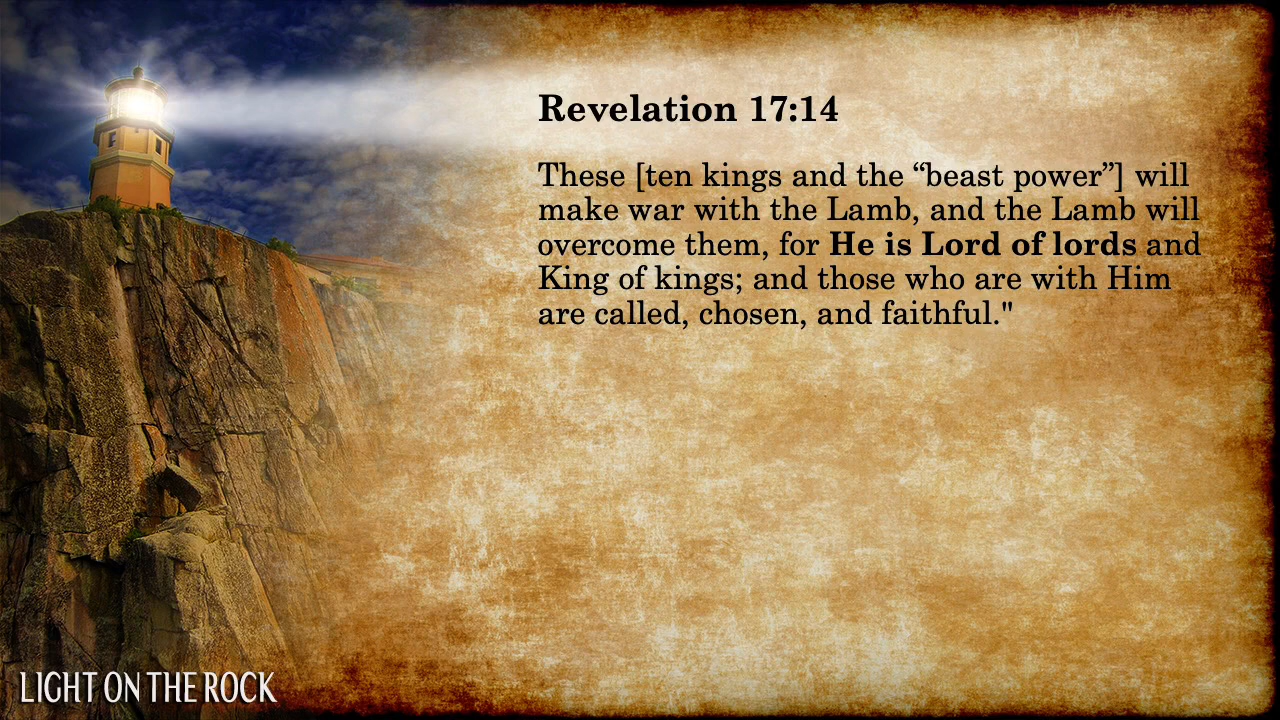 Revelation 17:14
These [ten kings and the “beast power”] will
make war with the Lamb, and the Lamb will
overcome them, for He is Lord of lords and
King of kings; and those who are with Him
are called, chosen, and faithful."
LIGHT ON THE ROCK